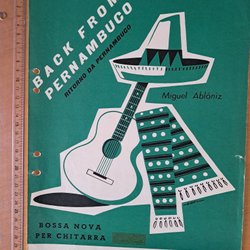 BACK FROM
PERNAMBUCO
RITORNO DA PERNAMBUCO
Miguel Ablóniz
BOSSA NOVA
PER CHITARRA